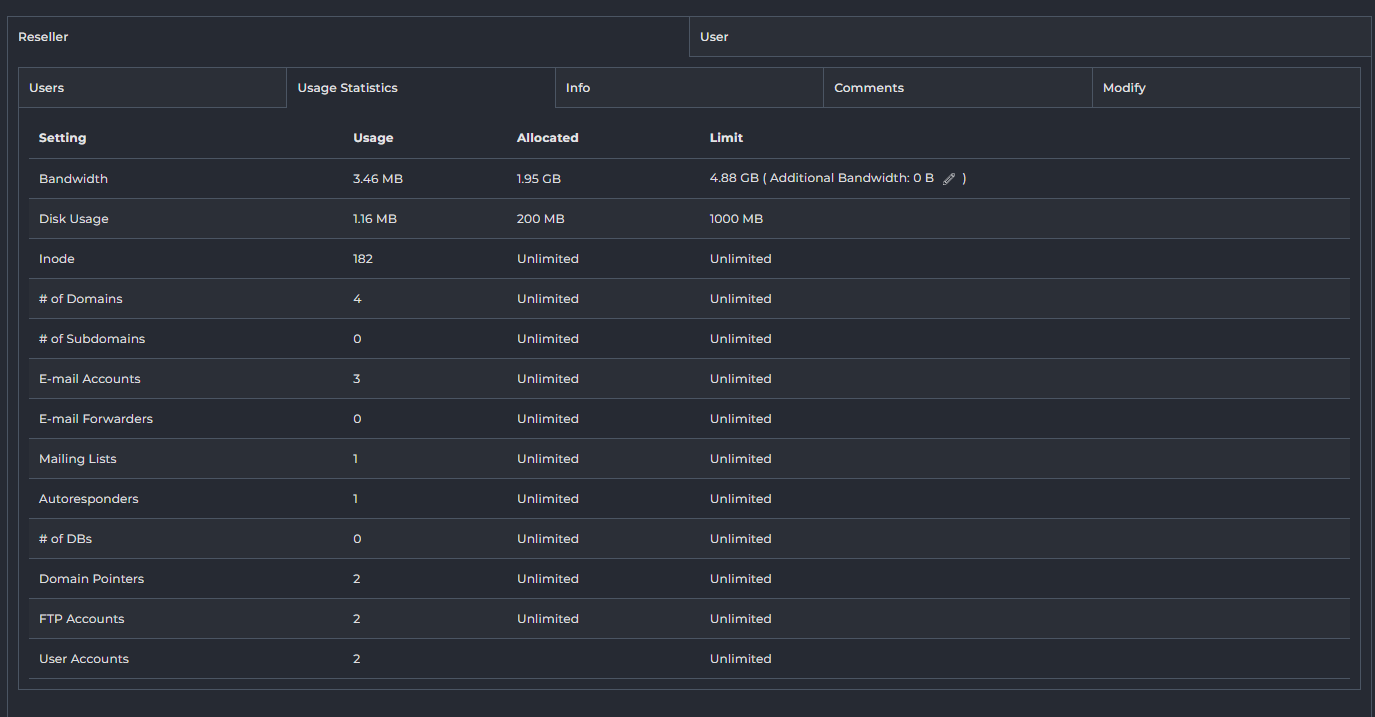 Reseller User
Users Usage Statistics Info Comments Modify
Setting Usage Allocated Limit
Bandwidth 3.46 MB 1.95 GB 4.88 GB ( Additional Bandwidth: 0 B )
Disk Usage 1.16 MB 200 MB 1000 MB
Inode 182 Unlimited Unlimited
# of Domains 4 Unlimited Unlimited
# of Subdomains 0 Unlimited Unlimited
E-mail Accounts 3 Unlimited Unlimited
E-mail Forwarders 0 Unlimited Unlimited
Mailing Lists 1 Unlimited Unlimited
Autoresponders 1 Unlimited Unlimited
# of DBs 0 Unlimited Unlimited
Domain Pointers 2 Unlimited Unlimited
FTP Accounts 2 Unlimited Unlimited
User Accounts 2 Unlimited